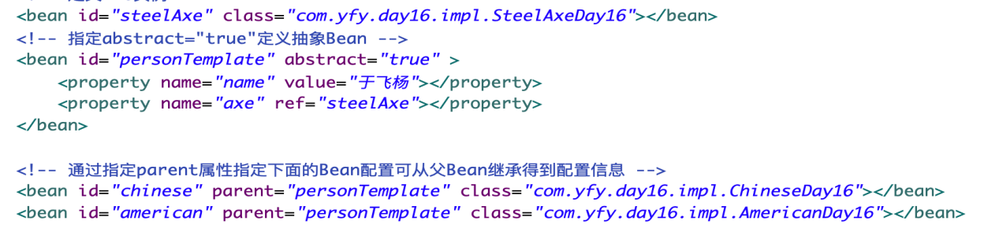 <bean id="steelAxe" class="com.yfy.day16.impl.SteelAxeDay16"></bean>
<!-- 指定abstract="true"定义抽象Bean -->
<bean id="personTemplate" abstract="true" >
    <property name="name" value="于飞杨"></property>
    <property name="axe" ref="steelAxe"></property>
</bean>
<!-- 通过指定parent属性指定下面的Bean配置可从父Bean继承得到配置信息 -->
<bean id="chinese" parent="personTemplate" class="com.yfy.day16.impl.ChineseDay16"></bean>
<bean id="american" parent="personTemplate" class="com.yfy.day16.impl.AmericanDay16"></bean>